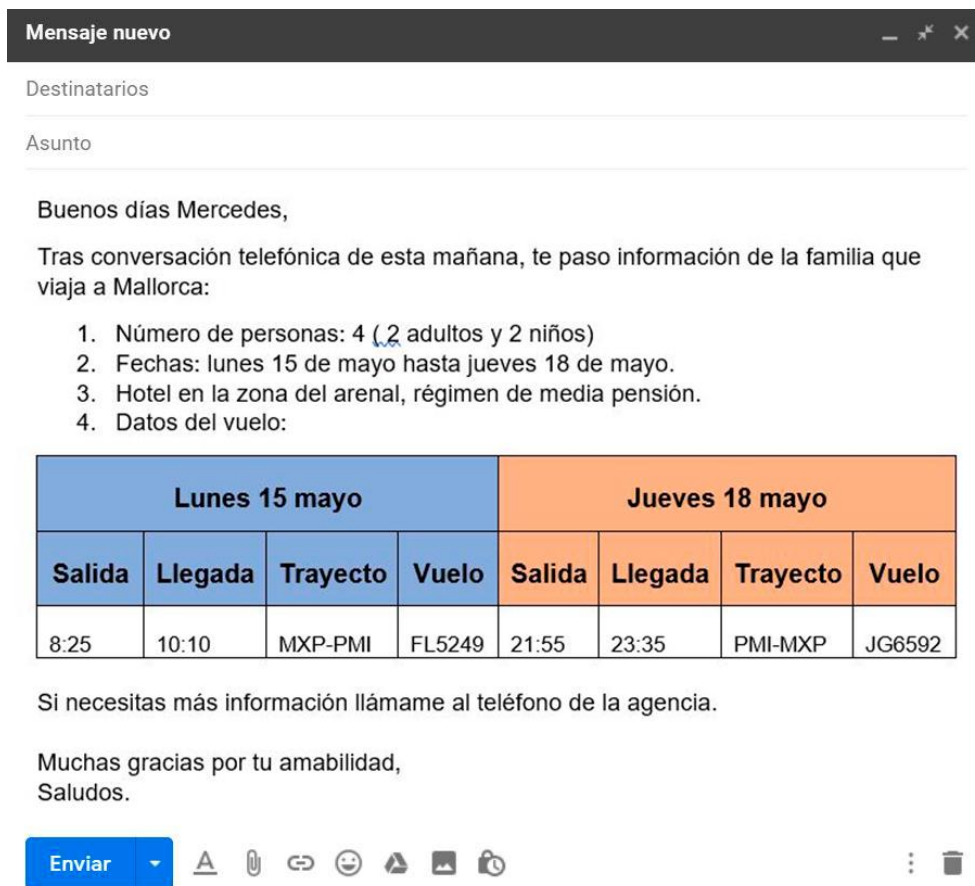 Mensaje nuevo
Destinatarios
Asunto
Buenos días Mercedes,
Tras conversación telefónica de esta mañana, te paso información de la familia que
viaja a Mallorca:
1. Número de personas: 4 ( 2 adultos y 2 niños)
2. Fechas: lunes 15 de mayo hasta jueves 18 de mayo.
3. Hotel en la zona del arenal, régimen de media pensión.
4. Datos del vuelo:
Lunes 15 mayo Jueves 18 mayo
Salida Llegada Trayecto Vuelo Salida Llegada Trayecto Vuelo
8:25 10:10 MXP-PMI FL5249 21:55 23:35 PMI-MXP JG6592
Si necesitas más información llámame al teléfono de la agencia.
Muchas gracias por tu amabilidad,
Saludos.
Enviar